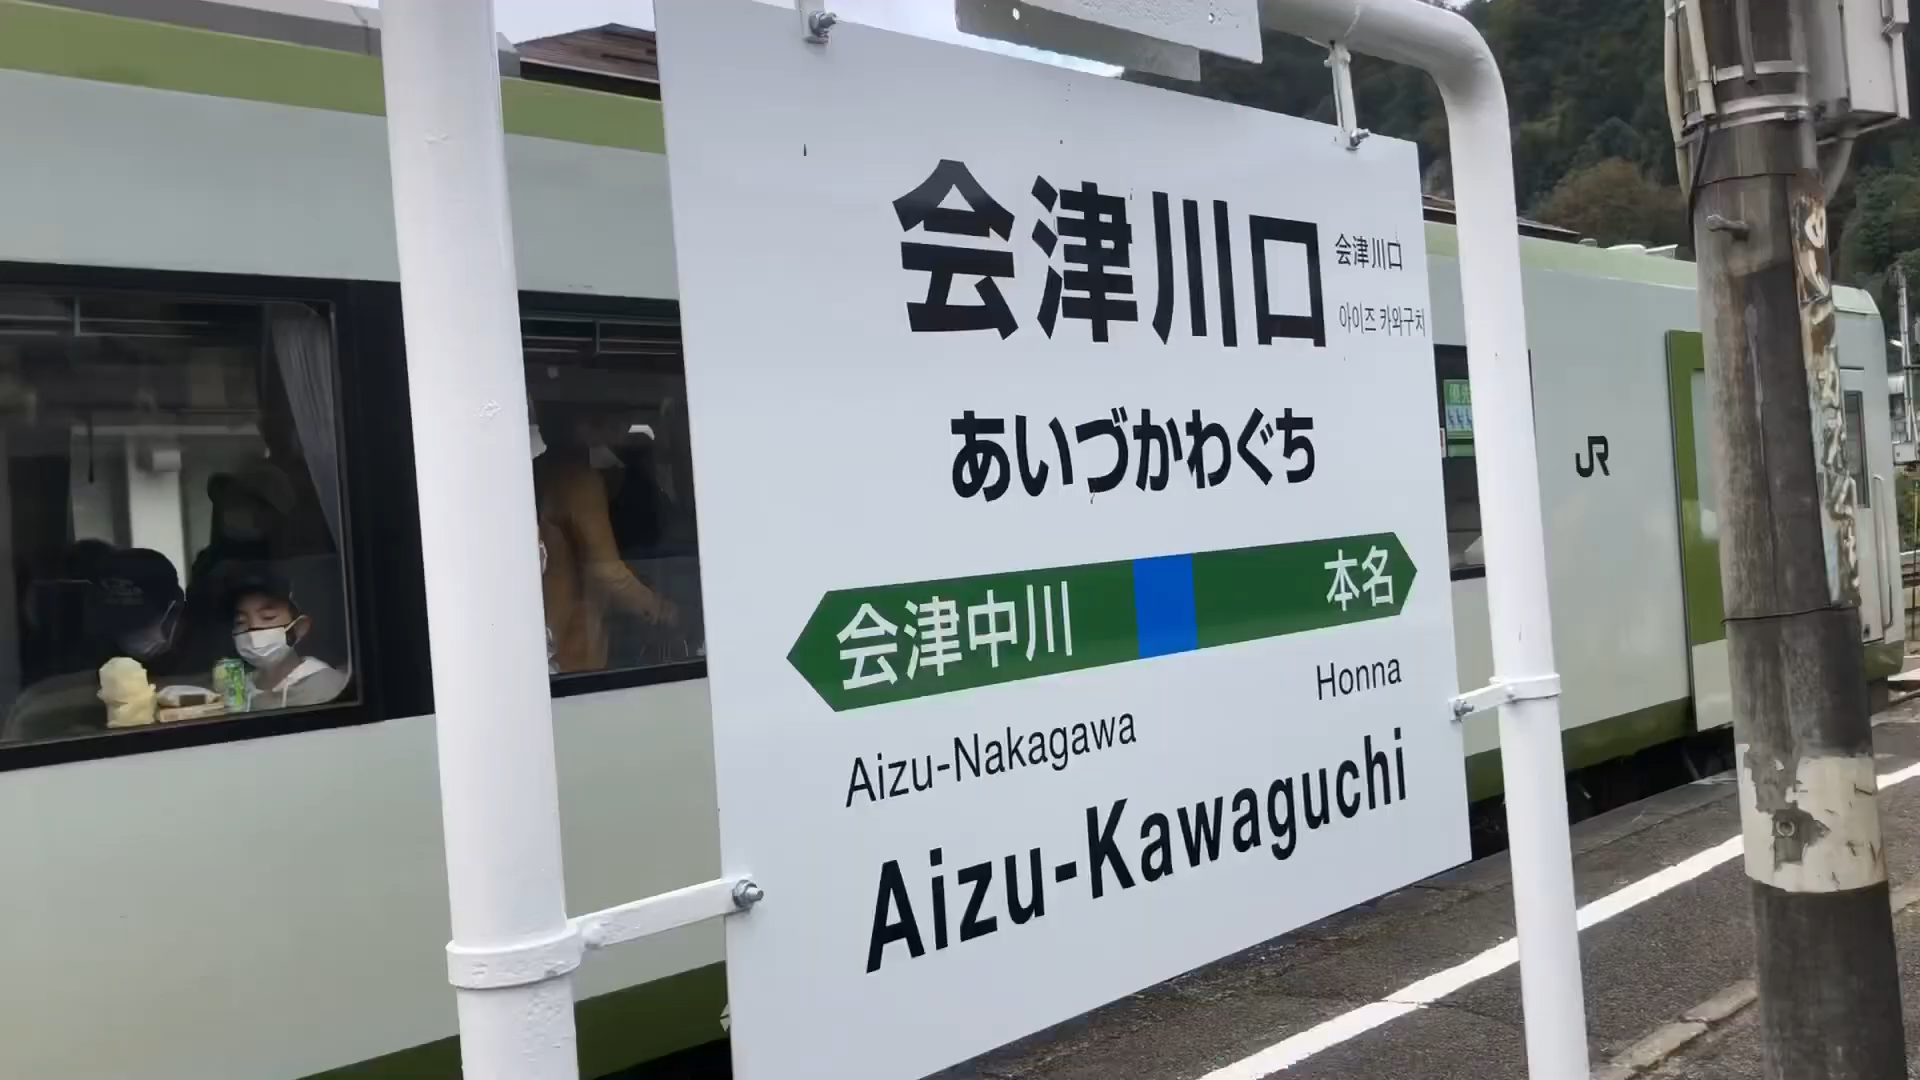 会津川口
会津川口
아이즈 카와구치
あいづかわぐち
会津中川
本名
Aizu-Nakagawa
Honna
Aizu-Kawaguchi
JR